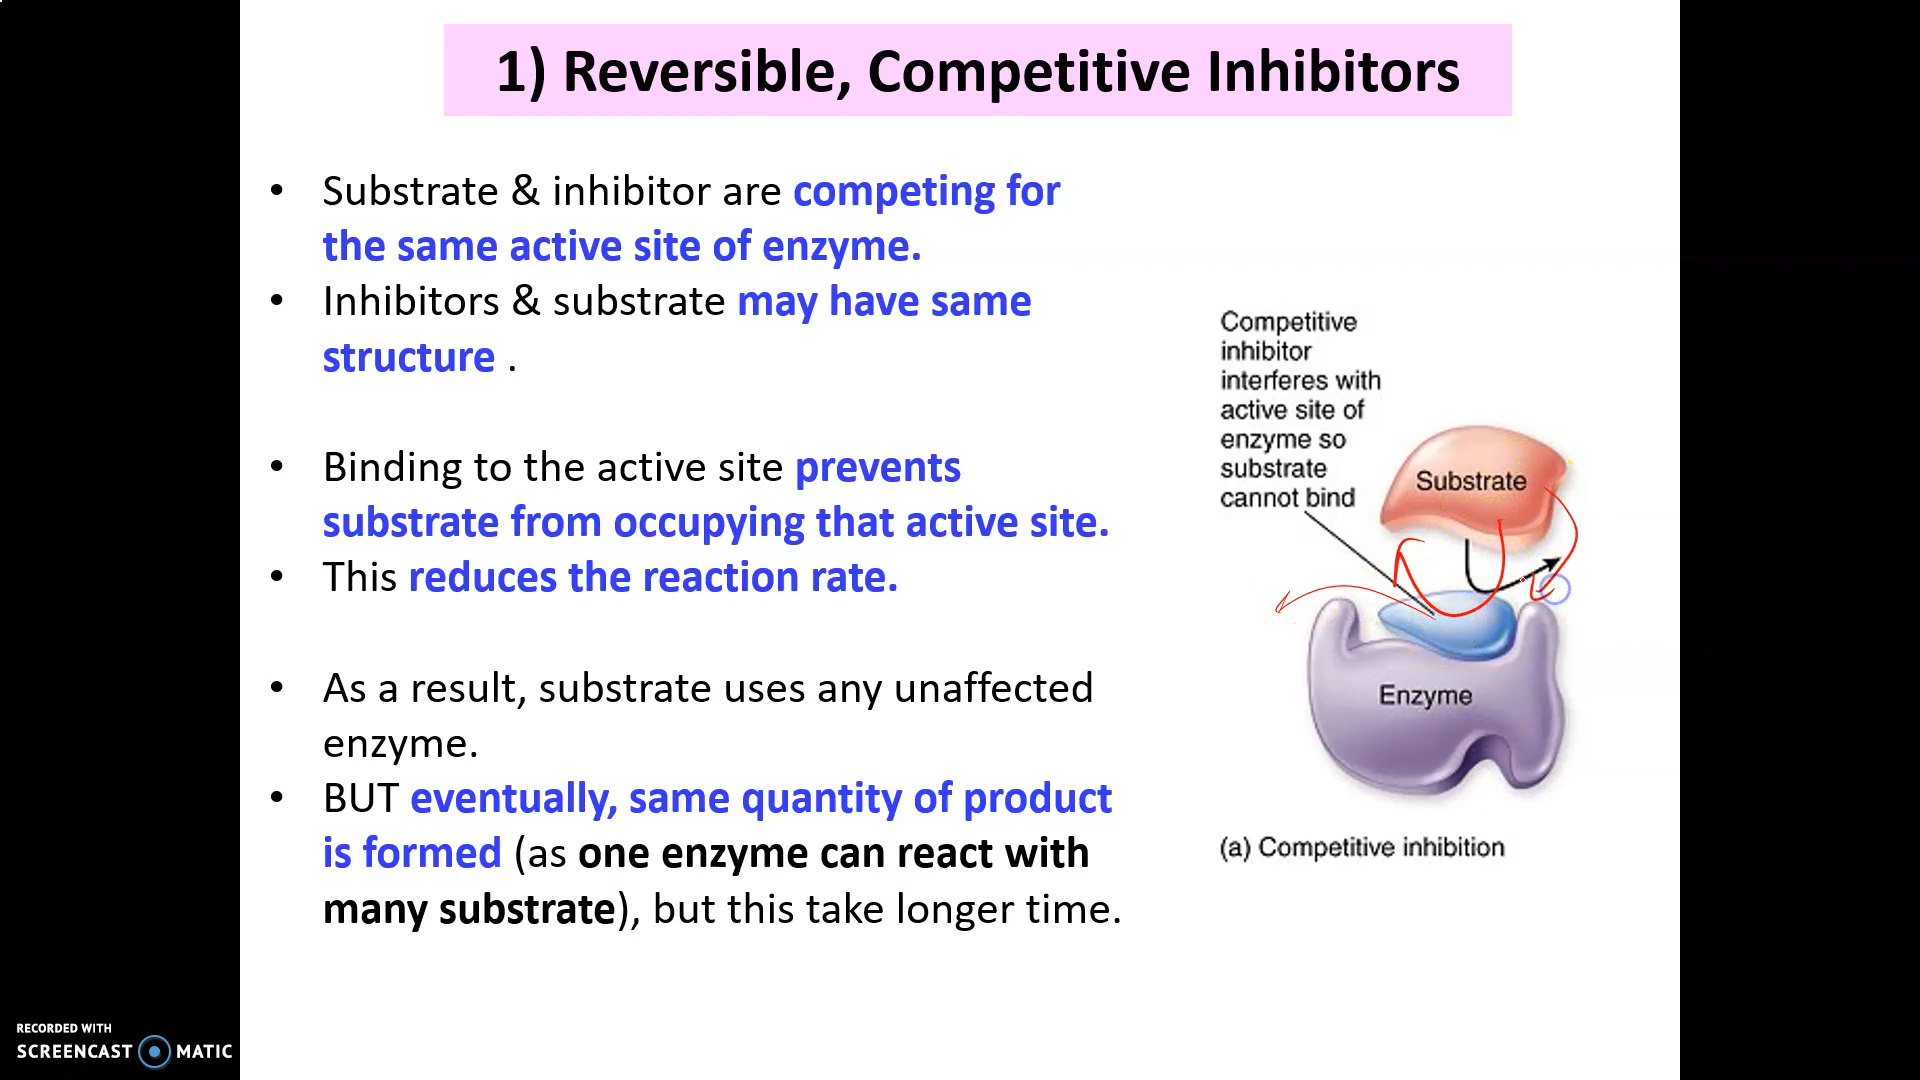 1) Reversible, Competitive Inhibitors
• Substrate & inhibitor are competing for
the same active site of enzyme.
• Inhibitors & substrate may have same
structure .
• Binding to the active site prevents
substrate from occupying that active site.
• This reduces the reaction rate.
• As a result, substrate uses any unaffected
enzyme.
• BUT eventually, same quantity of product
is formed (as one enzyme can react with
many substrate), but this take longer time.
Competitive
inhibitor
interferes with
active site of
enzyme so
substrate
cannot bind
Substrate
Enzyme
(a) Competitive inhibition
RECORDED WITH
SCREENCAST MATIC